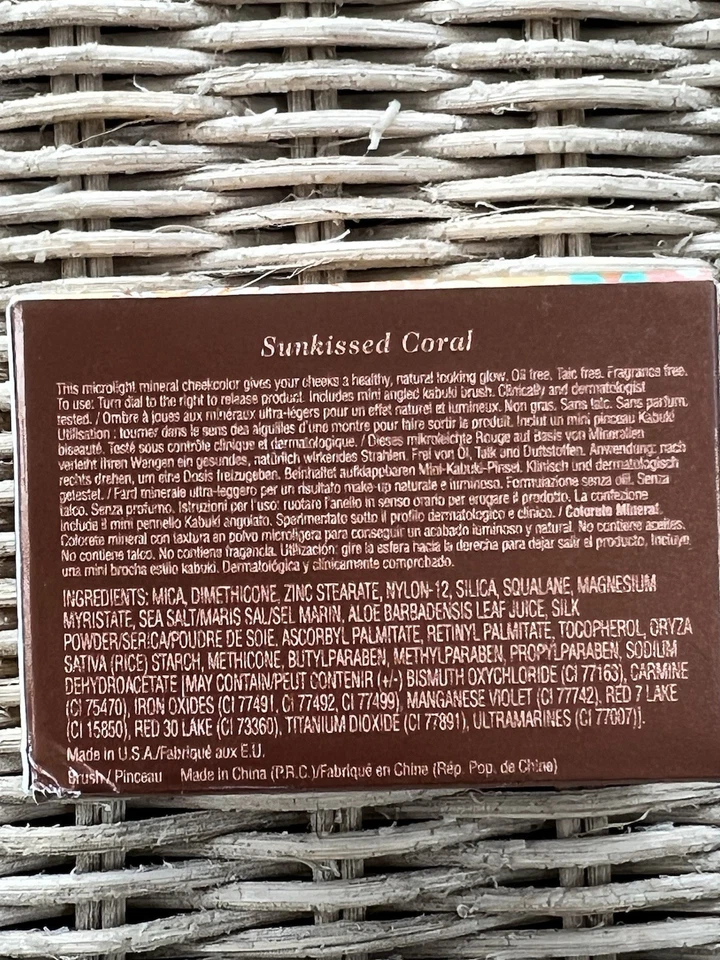 Sunkissed Coral
This microlight mineral cheekcolor gives your cheeks a healthy, natural looking glow. Oil free. Talc free. Fragrance free.
To use: Turn dial to the right to release product. Includes mini angled kabuki brush. Clinically and dermatologist
tested. / Ombre à joues aux minéraux ultra-légers pour un effet naturel et lumineux. Non gras. Sans talc. Sans parfum.
Utilisation : tourner dans le sens des aiguilles d'une montre pour faire sortir le produit. Inclut un mini pinceau Kabuki
biseauté. Testé sous contrôle clinique et dermatologique. / Dieses mikroleichte Rouge auf Basis von Mineralien
verleiht Ihren Wangen ein gesundes, natürlich wirkendes Strahlen. Frei von Öl, Talk und Duftstoffen. Anwendung: nach
rechts drehen, um eine Dosis freizugeben. Beinhaltet aufklappbaren Mini-Kabuki-Pinsel. Klinisch und dermatologisch
getestet. / Fard minerale ultra-leggero per un risultato make-up naturale e luminoso. Formulazione senza olii. Senza
talco. Senza profumo. Istruzioni per l'uso: ruotare l'anello in senso orario per erogare il prodotto. La confezione
include il mini pennello Kabuki angolato. Sperimentato sotto il profilo dermatologico e clinico. / Colorete Mineral.
Colorete mineral con textura en polvo microligera para conseguir un acabado luminoso y natural. No contiene aceites.
No contiene talco. No contiene fragancia. Utilización: gire la esfera hacia la derecha para dejar salir el producto. Incluye
una mini brocha estilo kabuki. Dermatológica y clínicamente comprobado.
INGREDIENTS: MICA, DIMETHICONE, ZINC STEARATE, NYLON-12, SILICA, SQUALANE, MAGNESIUM
MYRISTATE, SEA SALT/MARIS SAL/SEL MARIN, ALOE BARBADENSIS LEAF JUICE, SILK
POWDER/SERICA/POUDRE DE SOIE, ASCORBYL PALMITATE, RETINYL PALMITATE, TOCOPHEROL, ORYZA
SATIVA (RICE) STARCH, METHICONE, BUTYLPARABEN, METHYLPARABEN, PROPYLPARABEN, SODIUM
DEHYDROACETATE [MAY CONTAIN/PEUT CONTENIR (+/-) BISMUTH OXYCHLORIDE (CI 77163), CARMINE
(CI 75470), IRON OXIDES (CI 77491, CI 77492, CI 77499), MANGANESE VIOLET (CI 77742), RED 7 LAKE
(CI 15850), RED 30 LAKE (CI 73360), TITANIUM DIOXIDE (CI 77891), ULTRAMARINES (CI 77007)].
Made in U.S.A./Fabriqué aux E.U.
Brush / Pinceau Made in China (P.R.C.)/Fabriqué en Chine (Rép. Pop. de Chine)